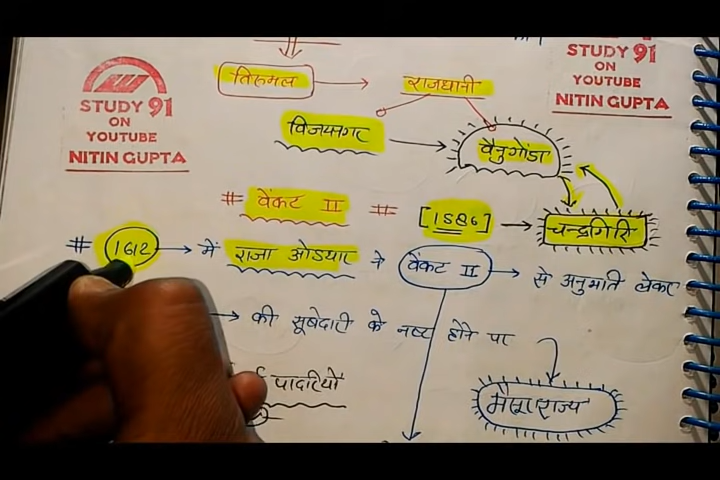 STUDY 91
ON
YOUTUBE
NITIN GUPTA
STUDY 91
ON
YOUTUBE
NITIN GUPTA
तिरुमल → राजधानी
विजयनगर → वैनुगोंडा
# वेंकट II # [1586] → चन्द्रगिरि
# 1612 → में राजा ओडयार ने वेंकट II → से अनुमति लेकर
→ की सूबेदारी के नष्ट होने पर
पादरियों
मैसूर राज्य